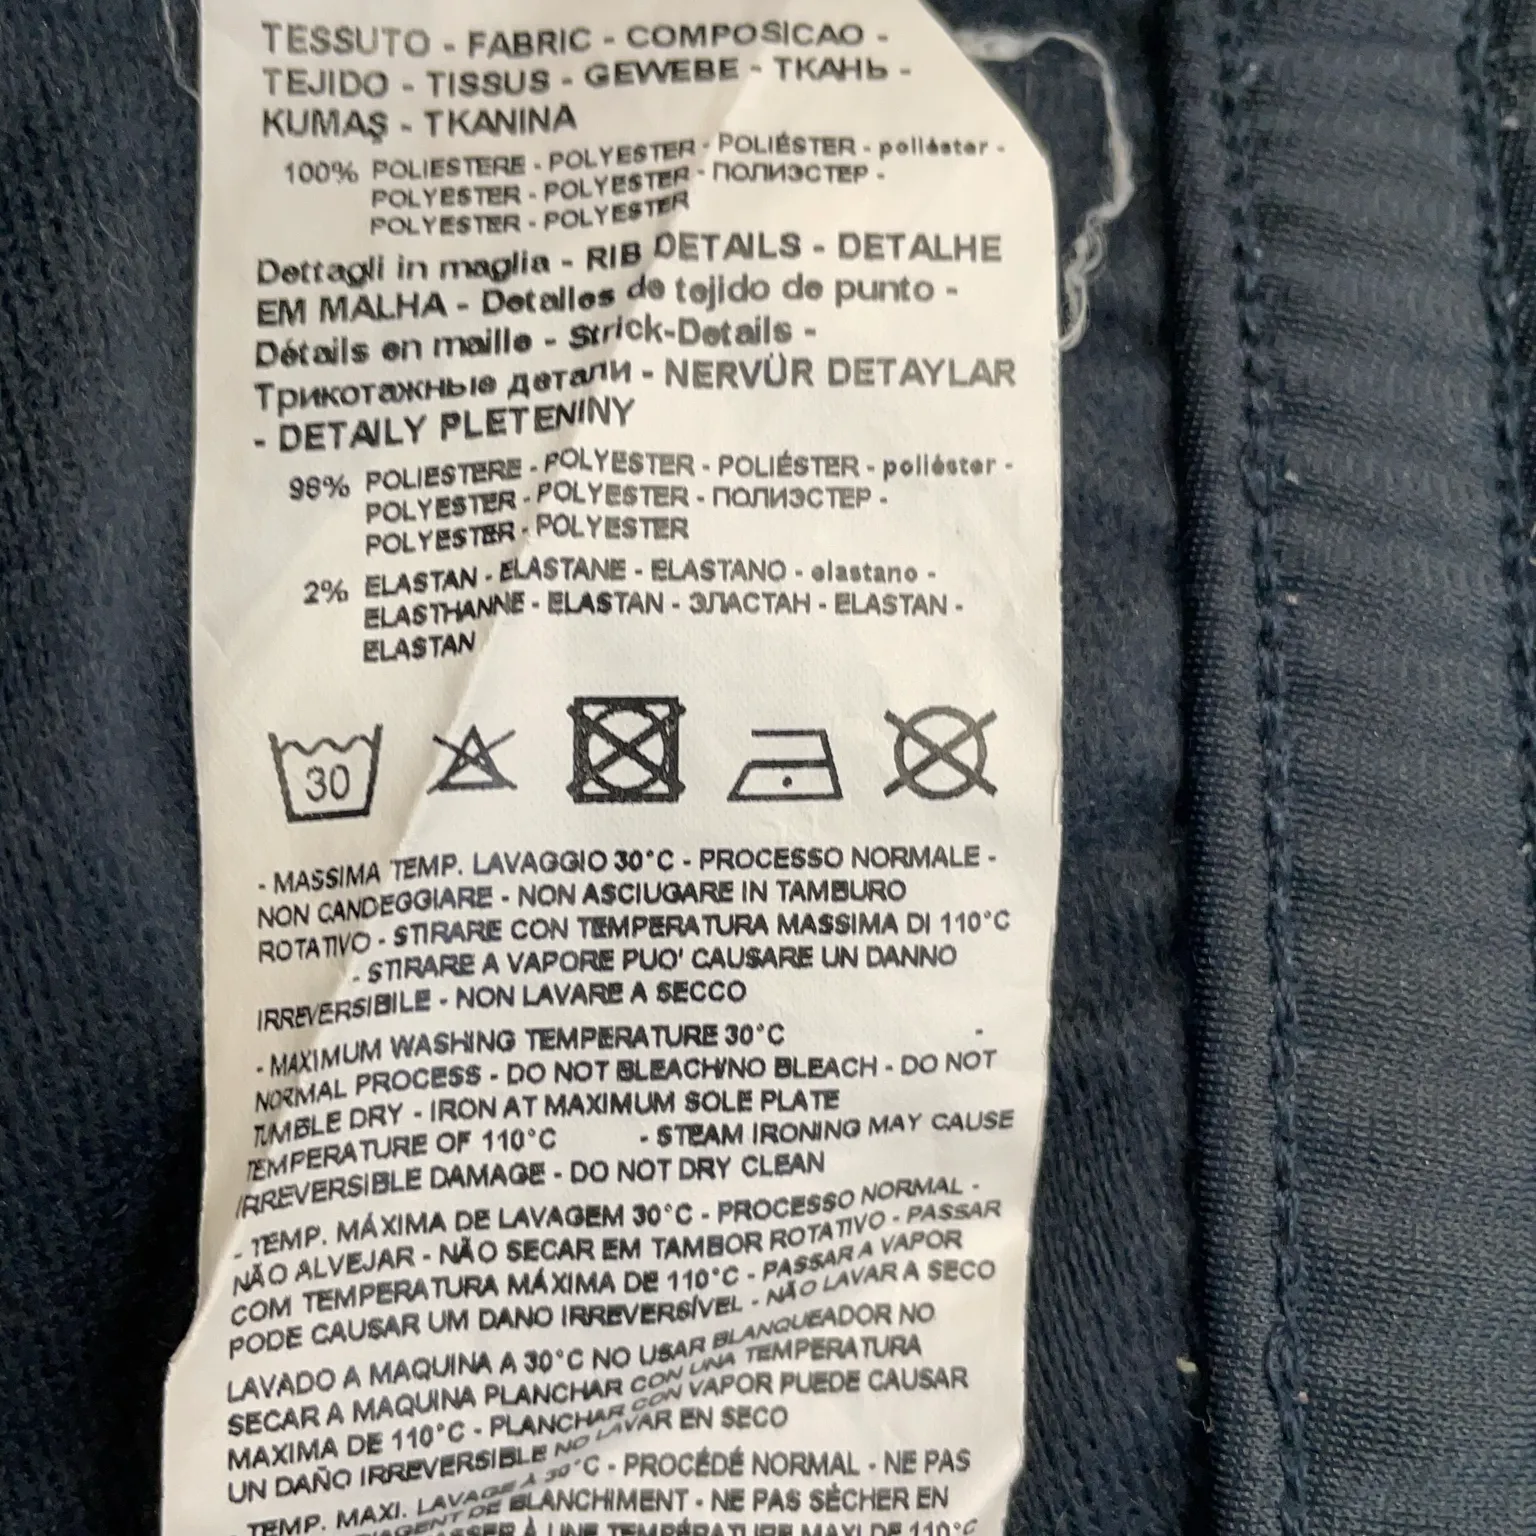 TESSUTO - FABRIC - COMPOSICAO -
TEJIDO - TISSUS - GEWEBE - ТКАНЬ -
KUMAŞ - TKANINA
100% POLIESTERE - POLYESTER - POLIÉSTER - poliéster -
POLYESTER - POLYESTER - ПОЛИЭСТЕР -
POLYESTER - POLYESTER
Dettagli in maglia - RIB DETAILS - DETALHE
EM MALHA - Detalles de tejido de punto -
Détails en maille - Strick-Details -
Трикотажные детали - NERVÜR DETAYLAR
- DETAILY PLETENINY
98% POLIESTERE - POLYESTER - POLIÉSTER - poliéster -
POLYESTER - POLYESTER - ПОЛИЭСТЕР -
POLYESTER - POLYESTER
2% ELASTAN - ELASTANE - ELASTANO - elastano -
ELASTHANNE - ELASTAN - ЭЛАСТАН - ELASTAN -
ELASTAN
30
- MASSIMA TEMP. LAVAGGIO 30°C - PROCESSO NORMALE -
NON CANDEGGIARE - NON ASCIUGARE IN TAMBURO
ROTATIVO - STIRARE CON TEMPERATURA MASSIMA DI 110°C
- STIRARE A VAPORE PUO' CAUSARE UN DANNO
IRREVERSIBILE - NON LAVARE A SECCO
- MAXIMUM WASHING TEMPERATURE 30°C -
NORMAL PROCESS - DO NOT BLEACH/NO BLEACH - DO NOT
TUMBLE DRY - IRON AT MAXIMUM SOLE PLATE
TEMPERATURE OF 110°C - STEAM IRONING MAY CAUSE
IRREVERSIBLE DAMAGE - DO NOT DRY CLEAN
- TEMP. MÁXIMA DE LAVAGEM 30°C - PROCESSO NORMAL -
NÃO ALVEJAR - NÃO SECAR EM TAMBOR ROTATIVO - PASSAR
COM TEMPERATURA MÁXIMA DE 110°C - PASSAR A VAPOR
PODE CAUSAR UM DANO IRREVERSÍVEL - NÃO LAVAR A SECO
LAVADO A MAQUINA A 30°C NO USAR BLANQUEADOR NO
SECAR A MAQUINA PLANCHAR CON UNA TEMPERATURA
MAXIMA DE 110°C - PLANCHAR CON VAPOR PUEDE CAUSAR
UN DAÑO IRREVERSIBLE NO LAVAR EN SECO
- TEMP. MAXI. LAVAGE À 30°C - PROCÉDÉ NORMAL - NE PAS
D'AGENT DE BLANCHIMENT - NE PAS SÉCHER EN
À UNE TEMPÉRATURE MAXI DE 110°C